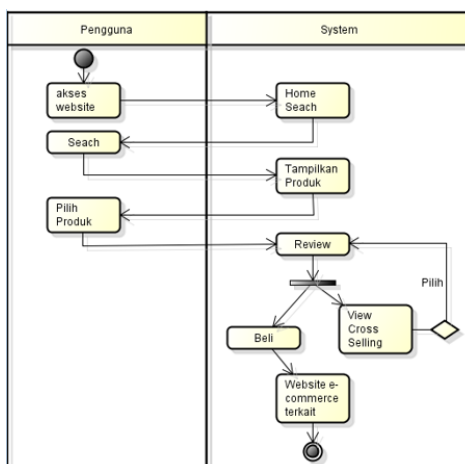 Pengguna
System
akses
website
Home
Seach
Seach
Tampilkan
Produk
Pilih
Produk
Review
Pilih
View
Cross
Selling
Beli
Website e-
commerce
terkait